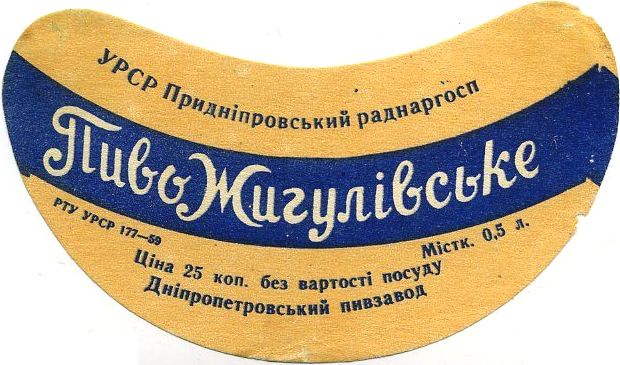 УРСР Придніпровський раднаргосп
Пиво Жигулівське
РТУ УРСР 177—59
Містк. 0,5 л.
Ціна 25 коп. без вартості посуду
Дніпропетровський пивзавод